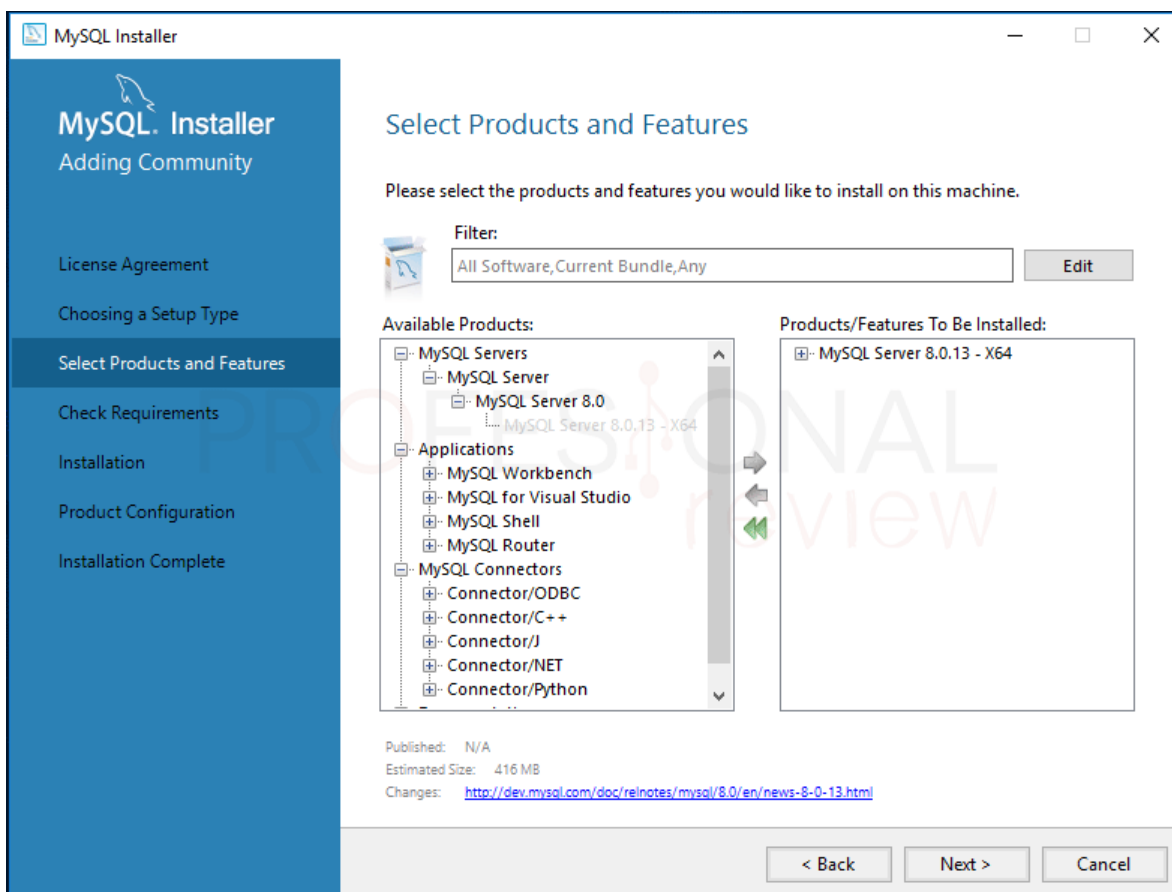 MySQL Installer
MySQL. Installer
Adding Community
License Agreement
Choosing a Setup Type
Select Products and Features
Check Requirements
Installation
Product Configuration
Installation Complete
Select Products and Features
Please select the products and features you would like to install on this machine.
Filter:
All Software,Current Bundle,Any
Edit
Available Products:
MySQL Servers
MySQL Server
MySQL Server 8.0
MySQL Server 8.0.13 - X64
Applications
MySQL Workbench
MySQL for Visual Studio
MySQL Shell
MySQL Router
MySQL Connectors
Connector/ODBC
Connector/C++
Connector/J
Connector/NET
Connector/Python
Products/Features To Be Installed:
MySQL Server 8.0.13 - X64
PROFESIONAL
review
Published: N/A
Estimated Size: 416 MB
Changes: http://dev.mysql.com/doc/relnotes/mysql/8.0/en/news-8-0-13.html
< Back
Next >
Cancel